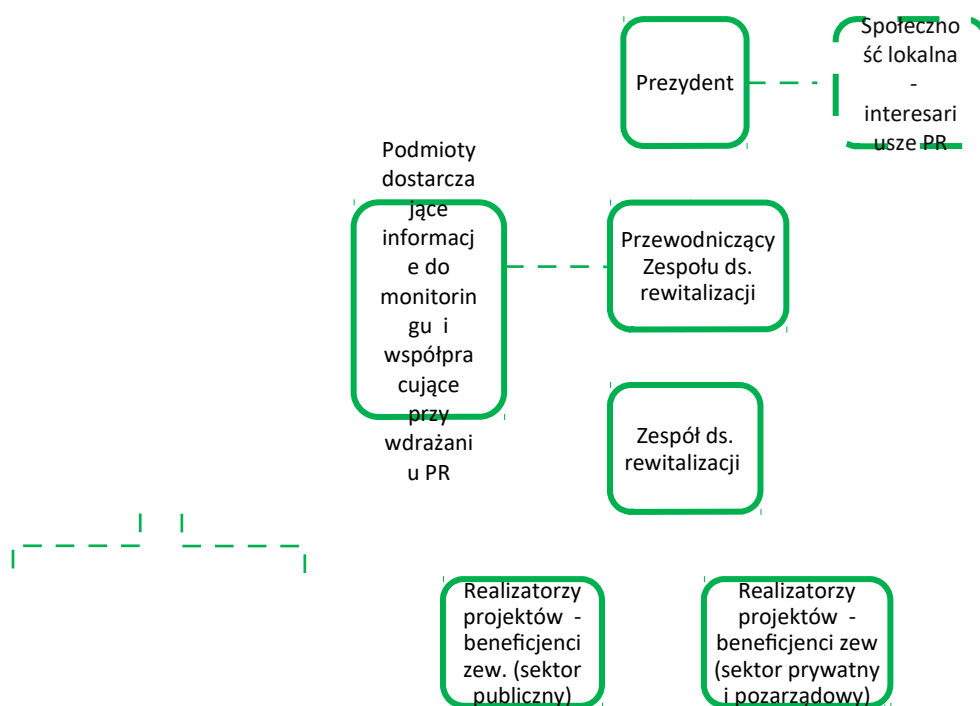 Prezydent
Społeczno
ść lokalna
-
interesari
usze PR
Podmioty
dostarcza
jące
informacj
e do
monitorin
gu i
współpra
cujące
przy
wdrażani
u PR
Przewodniczący
Zespołu ds.
rewitalizacji
Zespół ds.
rewitalizacji
Realizatorzy
projektów -
beneficjenci
zew. (sektor
publiczny)
Realizatorzy
projektów -
beneficjenci zew
(sektor prywatny
i pozarządowy)